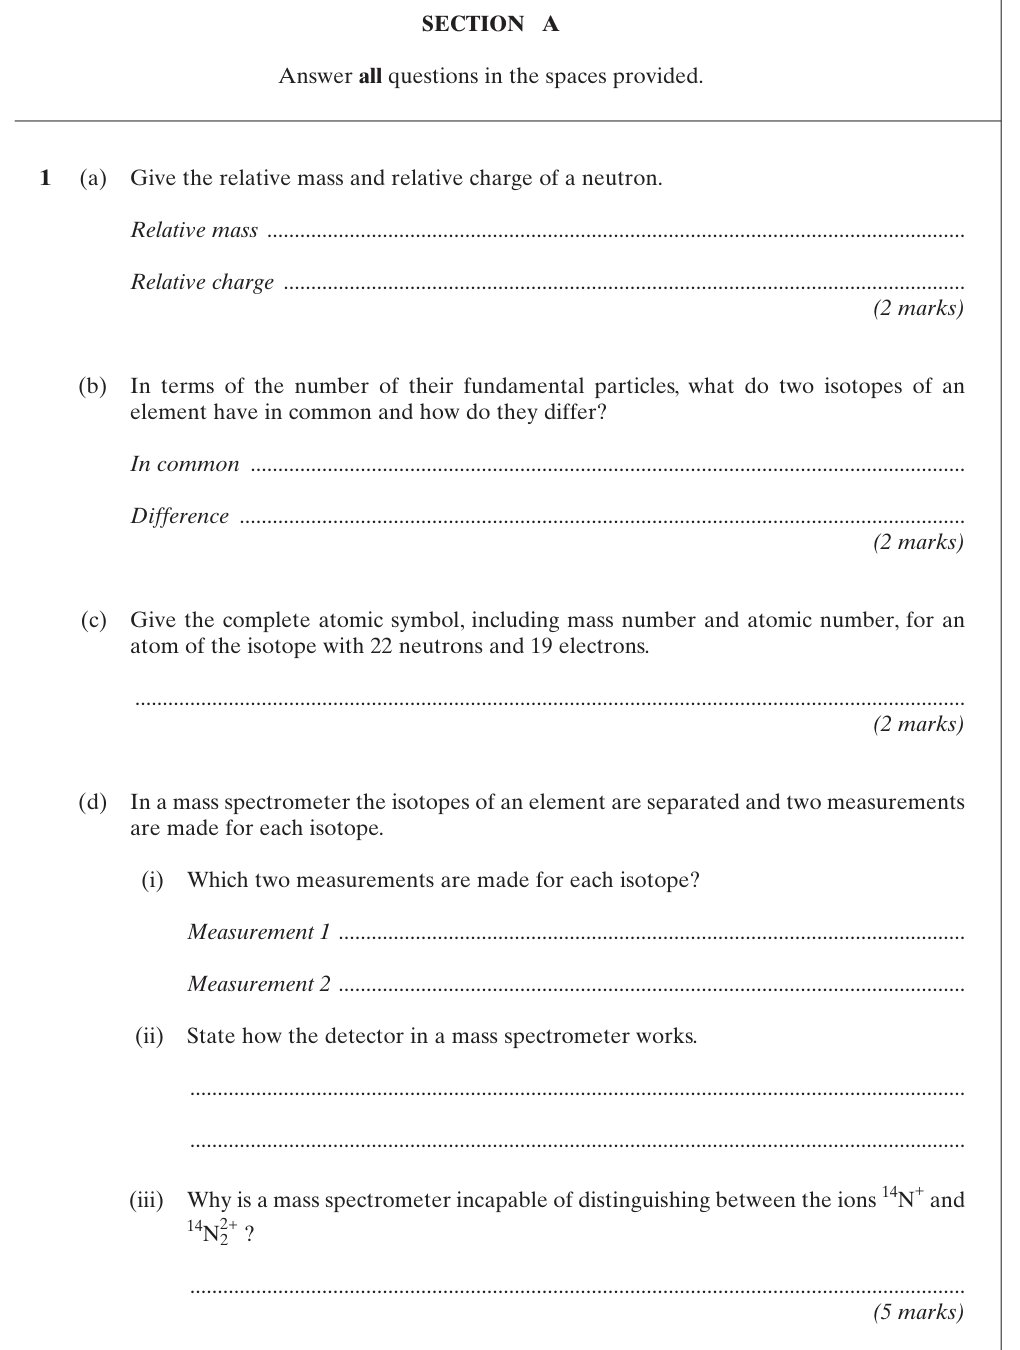 SECTION A
Answer all questions in the spaces provided.
1 (a) Give the relative mass and relative charge of a neutron.
Relative mass ................................................................................................................................
Relative charge .............................................................................................................................
(2 marks)
(b) In terms of the number of their fundamental particles, what do two isotopes of an
element have in common and how do they differ?
In common ...................................................................................................................................
Difference .....................................................................................................................................
(2 marks)
(c) Give the complete atomic symbol, including mass number and atomic number, for an
atom of the isotope with 22 neutrons and 19 electrons.
........................................................................................................................................................
(2 marks)
(d) In a mass spectrometer the isotopes of an element are separated and two measurements
are made for each isotope.
(i) Which two measurements are made for each isotope?
Measurement 1 ...................................................................................................................
Measurement 2 ...................................................................................................................
(ii) State how the detector in a mass spectrometer works.
..............................................................................................................................................
..............................................................................................................................................
(iii) Why is a mass spectrometer incapable of distinguishing between the ions ¹⁴N⁺ and
¹⁴N₂²⁺ ?
..............................................................................................................................................
(5 marks)